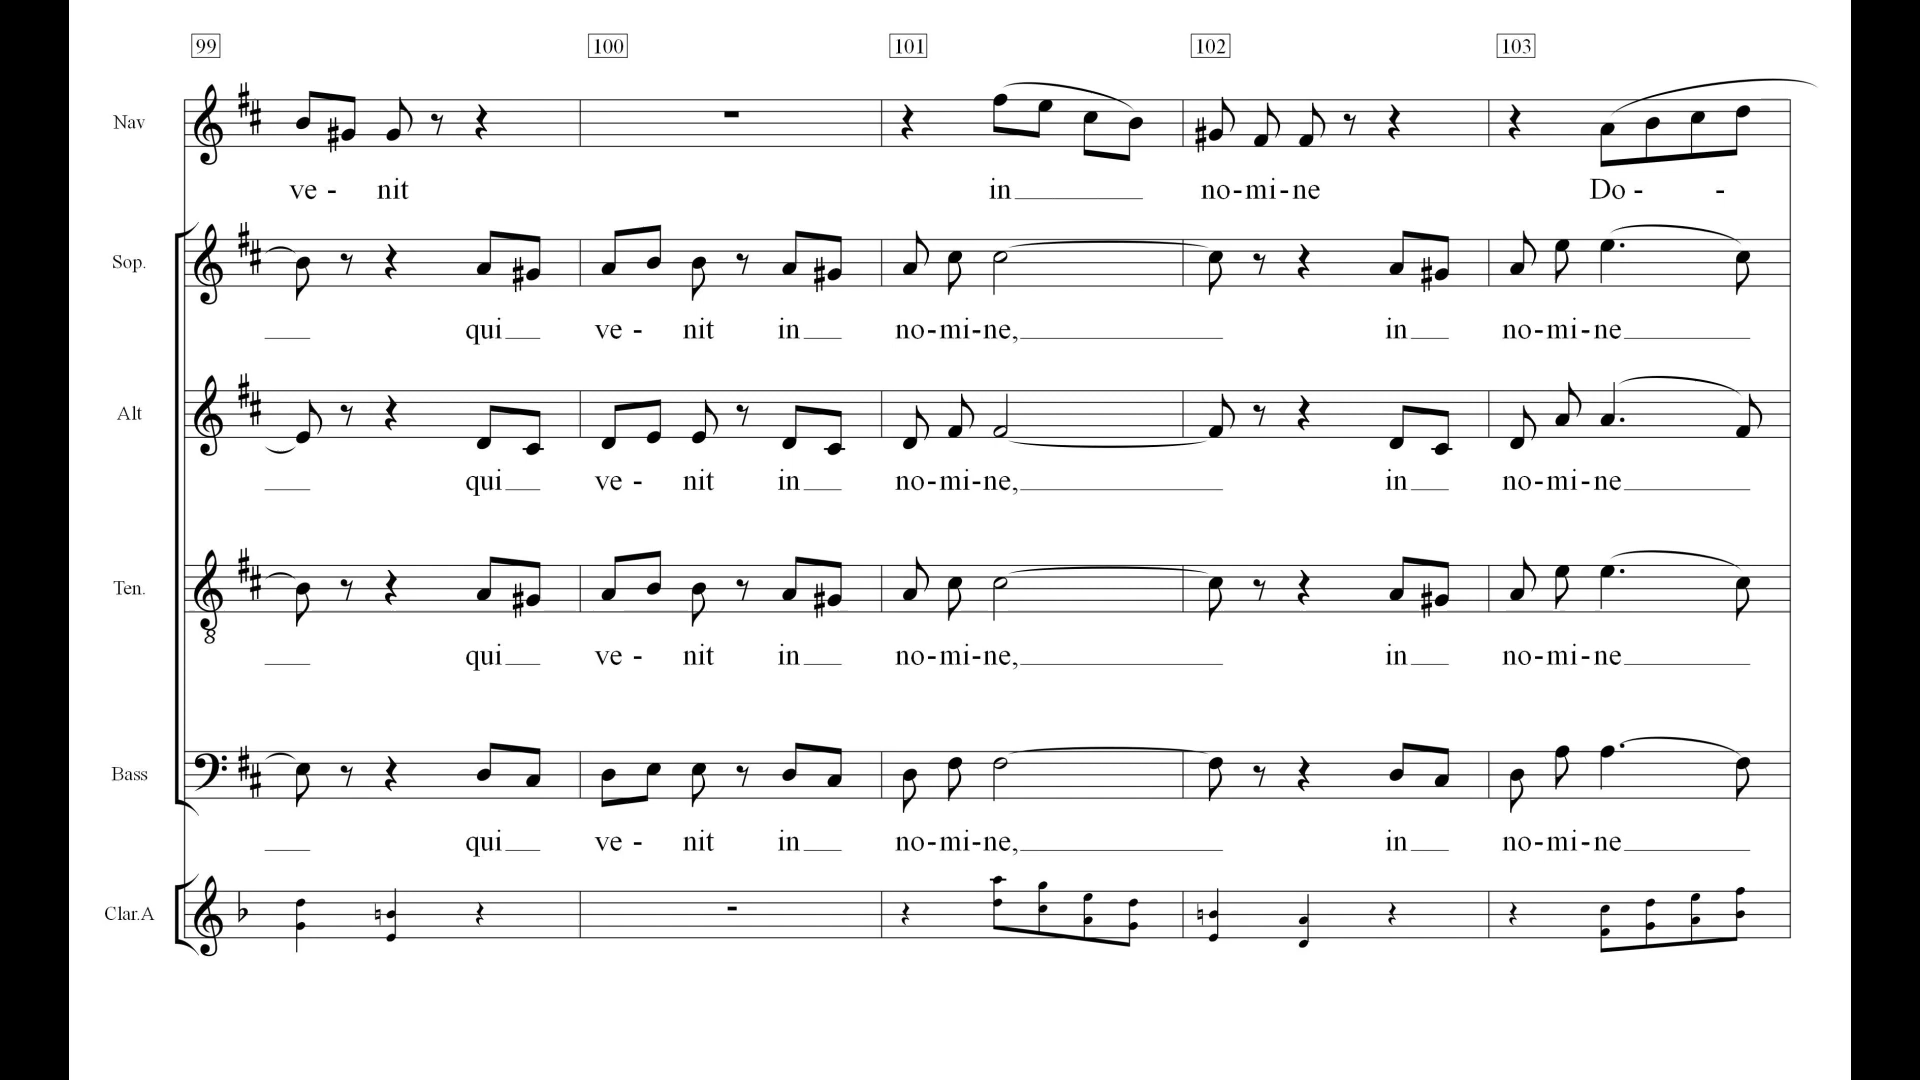 99 100 101 102 103
Nav
ve - nit in no-mi-ne Do - -
Sop.
qui ve - nit in no-mi-ne, in no-mi-ne
Alt
qui ve - nit in no-mi-ne, in no-mi-ne
Ten.
8
qui ve - nit in no-mi-ne, in no-mi-ne
Bass
qui ve - nit in no-mi-ne, in no-mi-ne
Clar.A